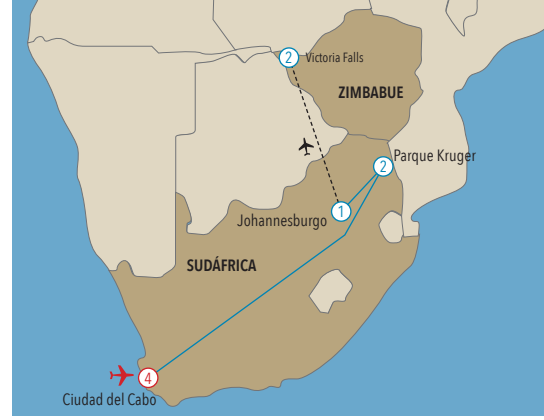 2 Victoria Falls
ZIMBABUE
Parque Kruger
2
1
Johannesburgo
SUDÁFRICA
4
Ciudad del Cabo